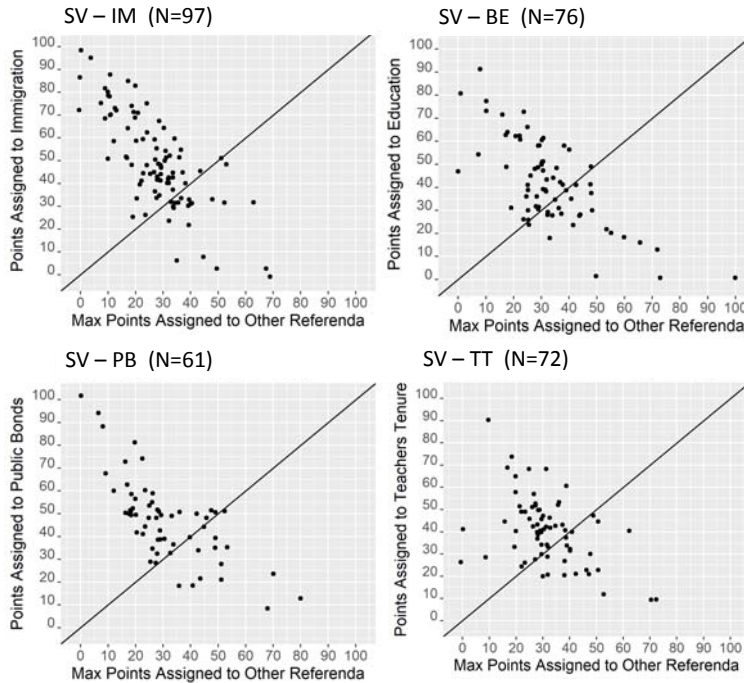 SV – IM (N=97)
100
90
80
70
60
50
40
30
20
10
0
Points Assigned to Immigration
0 10 20 30 40 50 60 70 80 90 100
Max Points Assigned to Other Referenda
SV – BE (N=76)
100
90
80
70
60
50
40
30
20
10
0
Points Assigned to Education
0 10 20 30 40 50 60 70 80 90 100
Max Points Assigned to Other Referenda
SV – PB (N=61)
100
90
80
70
60
50
40
30
20
10
0
Points Assigned to Public Bonds
0 10 20 30 40 50 60 70 80 90 100
Max Points Assigned to Other Referenda
SV – TT (N=72)
100
90
80
70
60
50
40
30
20
10
0
Points Assigned to Teachers Tenure
0 10 20 30 40 50 60 70 80 90 100
Max Points Assigned to Other Referenda